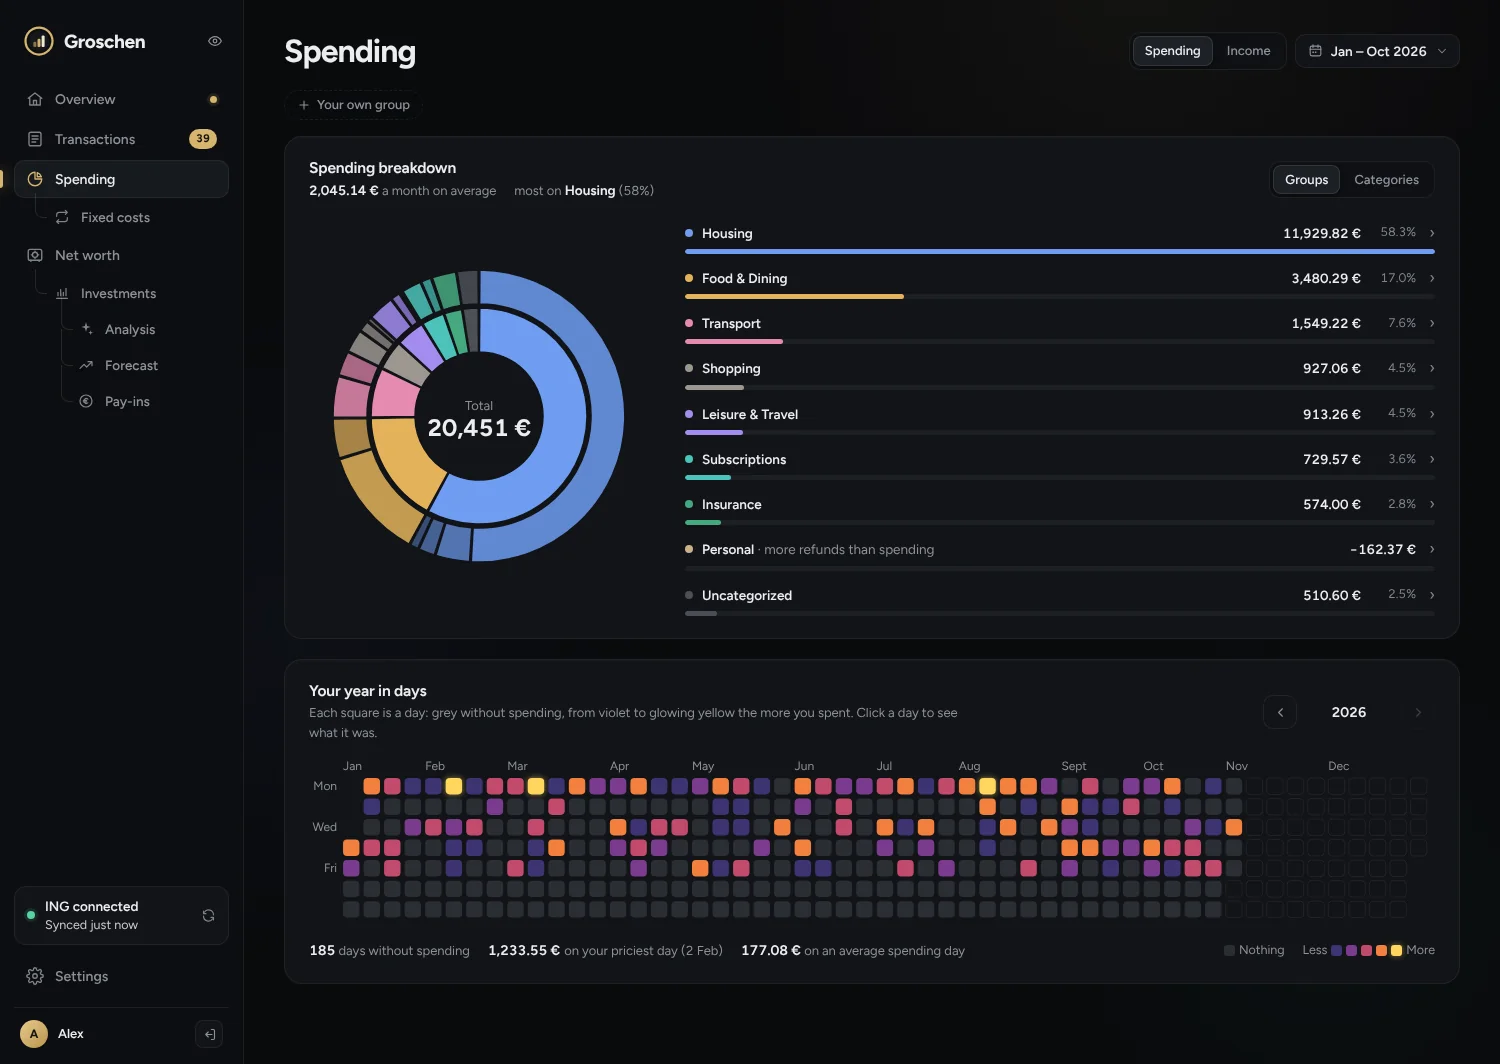 Groschen
Overview
Transactions 39
Spending
Fixed costs
Net worth
Investments
Analysis
Forecast
Pay-ins
ING connected
Synced just now
Settings
A Alex
Spending
Spending Income Jan – Oct 2026
+ Your own group
Spending breakdown
2,045.14 € a month on average most on Housing (58%)
Groups Categories
Total
20,451 €
Housing 11,929.82 € 58.3% ›
Food & Dining 3,480.29 € 17.0% ›
Transport 1,549.22 € 7.6% ›
Shopping 927.06 € 4.5% ›
Leisure & Travel 913.26 € 4.5% ›
Subscriptions 729.57 € 3.6% ›
Insurance 574.00 € 2.8% ›
Personal · more refunds than spending -162.37 € ›
Uncategorized 510.60 € 2.5% ›
Your year in days
Each square is a day: grey without spending, from violet to glowing yellow the more you spent. Click a day to see
what it was.
2026
Jan Feb Mar Apr May Jun Jul Aug Sept Oct Nov Dec
Mon
Wed
Fri
185 days without spending 1,233.55 € on your priciest day (2 Feb) 177.08 € on an average spending day
Nothing Less More